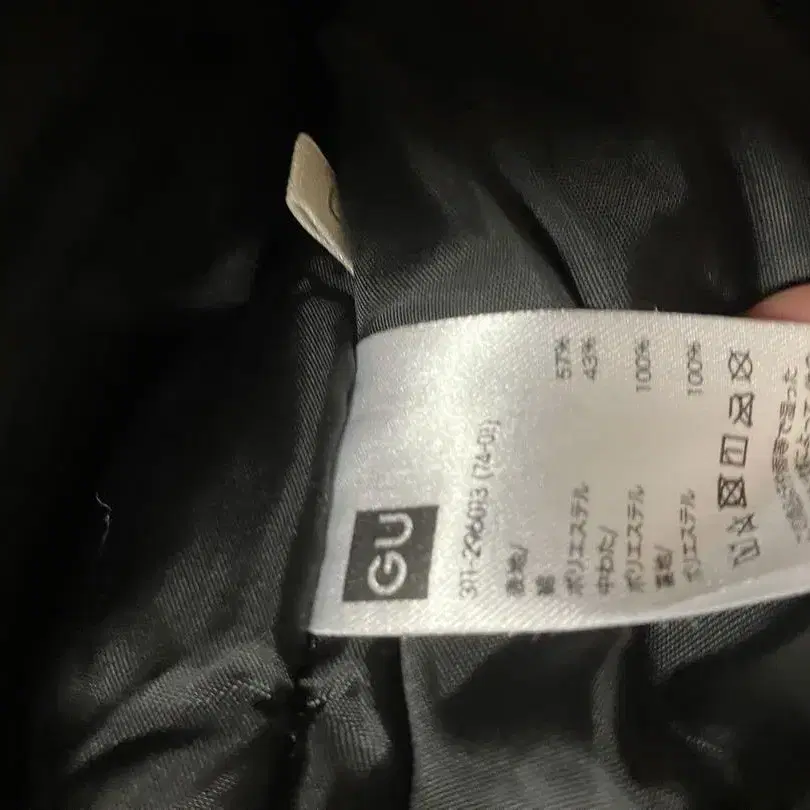 GU
311-296013 (74-01)
表地/
綿 57%
ポリエステル 43%
中わた/
ポリエステル 100%
裏地/
ポリエステル 100%